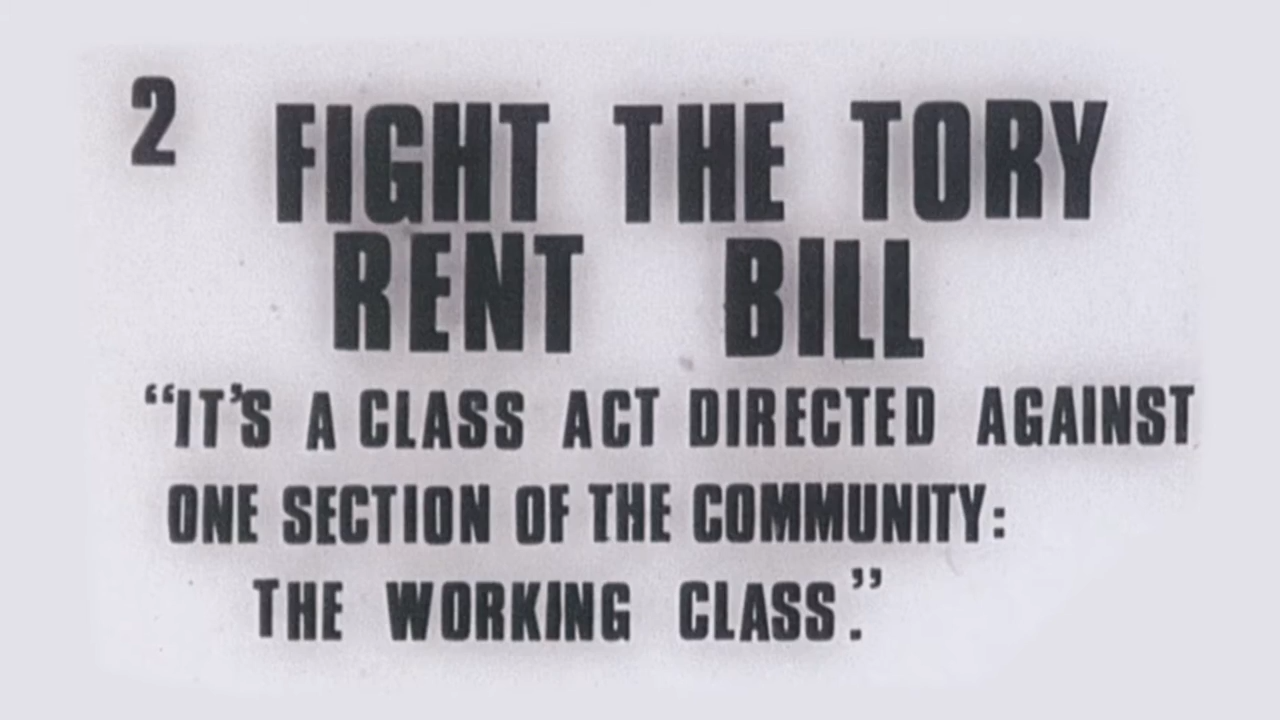 2
FIGHT THE TORY
RENT BILL
“IT’S A CLASS ACT DIRECTED AGAINST
ONE SECTION OF THE COMMUNITY:
THE WORKING CLASS.”